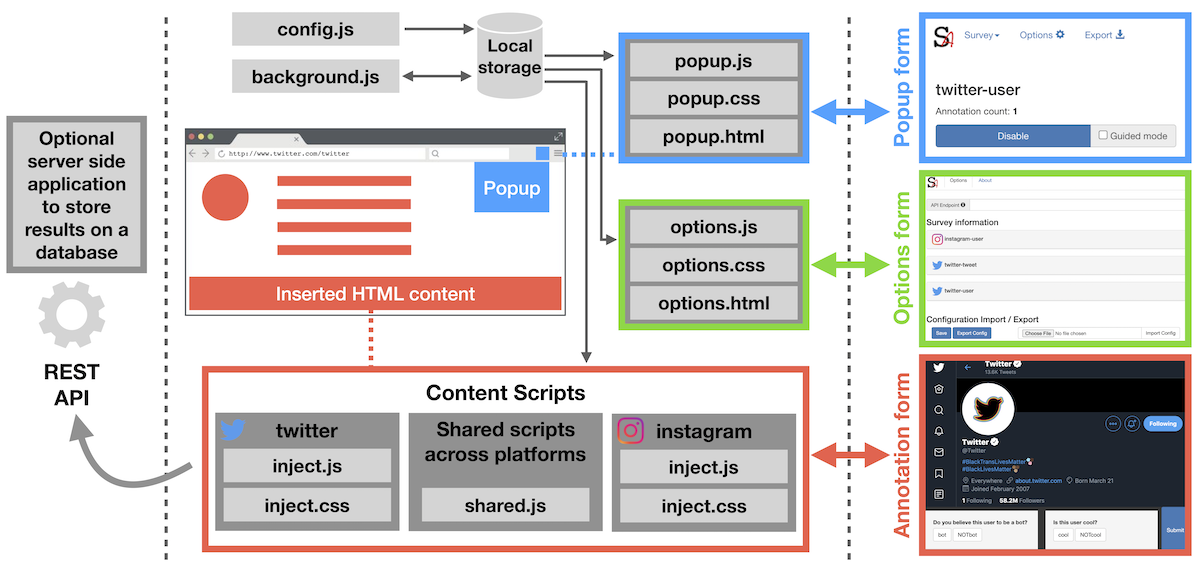 Optional
server side
application
to store
results on a
database
REST
API
config.js
background.js
Local
storage
http://www.twitter.com/twitter
Popup
Inserted HTML content
popup.js
popup.css
popup.html
options.js
options.css
options.html
Content Scripts
twitter
inject.js
inject.css
Shared scripts
across platforms
shared.js
instagram
inject.js
inject.css
Popup form
SA Survey Options Export
twitter-user
Annotation count: 1
Disable Guided mode
Options form
SA Options About
API Endpoint
Survey information
instagram-user
twitter-tweet
twitter-user
Configuration Import / Export
Save Export Config Choose File No file chosen Import Config
Annotation form
Twitter
13.6K Tweets
Following
Twitter
@Twitter
#BlackTransLivesMatter
#BlackLivesMatter
Everywhere about.twitter.com Born March 21
Joined February 2007
1 Following 58.2M Followers
Do you believe this user to be a bot?
bot NOTbot
Is this user cool?
cool NOTcool
Submit